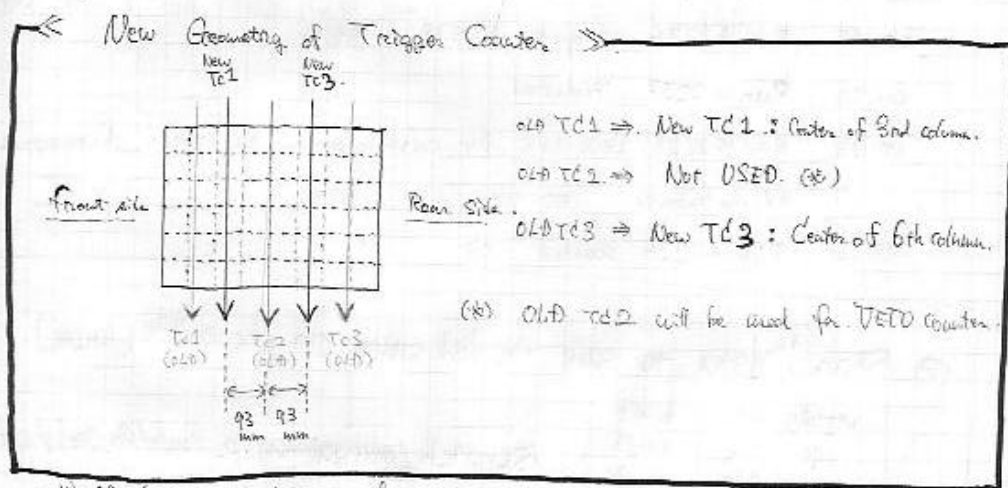 ≪ New Geometry of Trigger Counter ≫
New TC1
New TC3.
OLD TC1 ⇒ New TC1 : Center of 3rd column.
OLD TC2 ⇒ Not USED. (※)
Front side
Rear Side.
OLD TC3 ⇒ New TC3 : Center of 6th column.
(※) OLD TC2 will be used for VETO counter.
TC1 (OLD)
TC2 (OLD)
TC3 (OLD)
93 mm
93 mm